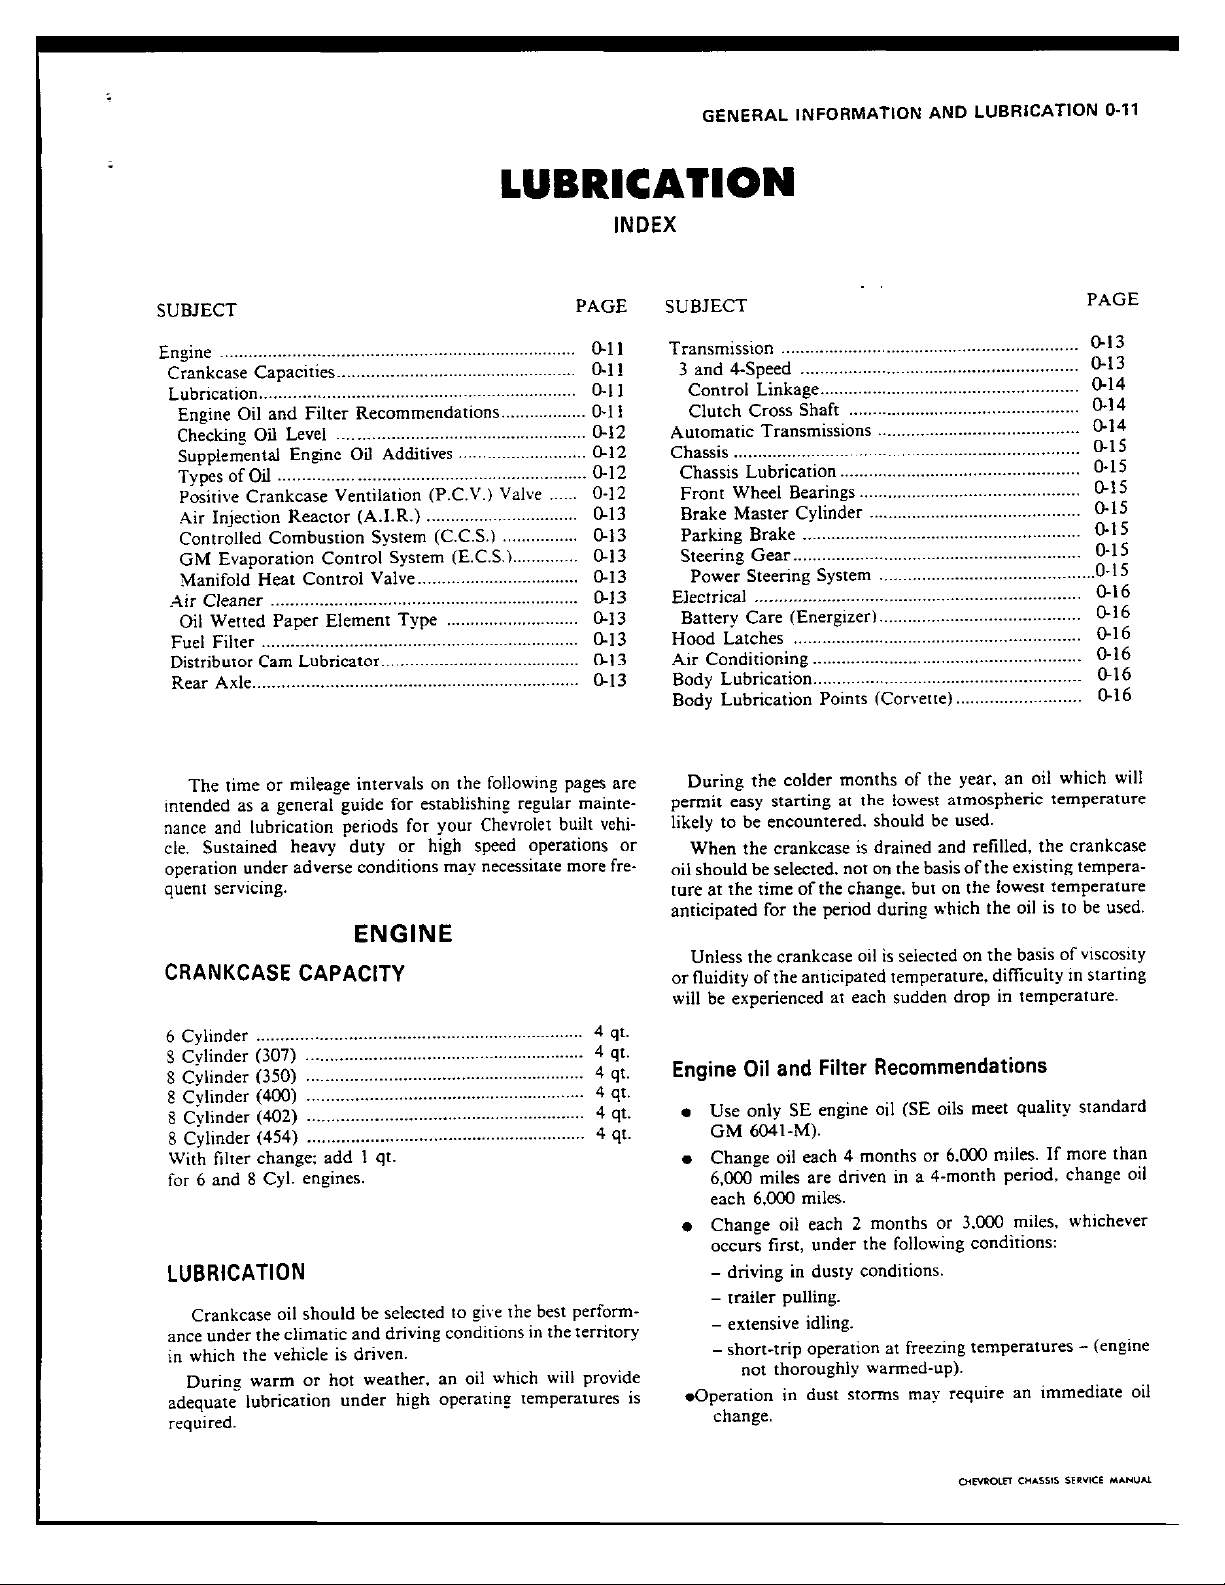 GENERAL INFORMATION AND LUBRICATION 0-11
LUBRICATION
INDEX
SUBJECT PAGE
Engine ........ 0-11
Crankcase Capacities ........ 0-11
Lubrication ........ 0-11
Engine Oil and Filter Recommendations ........ 0-11
Checking Oil Level ........ 0-12
Supplemental Engine Oil Additives ........ 0-12
Types of Oil ........ 0-12
Positive Crankcase Ventilation (P.C.V.) Valve ...... 0-12
Air Injection Reactor (A.I.R.) ........ 0-13
Controlled Combustion System (C.C.S.) ........ 0-13
GM Evaporation Control System (E.C.S.) ........ 0-13
Manifold Heat Control Valve ........ 0-13
Air Cleaner ........ 0-13
Oil Wetted Paper Element Type ........ 0-13
Fuel Filter ........ 0-13
Distributor Cam Lubricator ........ 0-13
Rear Axle ........ 0-13
SUBJECT PAGE
Transmission ........ 0-13
3 and 4-Speed ........ 0-13
Control Linkage ........ 0-14
Clutch Cross Shaft ........ 0-14
Automatic Transmissions ........ 0-14
Chassis ........ 0-15
Chassis Lubrication ........ 0-15
Front Wheel Bearings ........ 0-15
Brake Master Cylinder ........ 0-15
Parking Brake ........ 0-15
Steering Gear ........ 0-15
Power Steering System ........ 0-15
Electrical ........ 0-16
Battery Care (Energizer) ........ 0-16
Hood Latches ........ 0-16
Air Conditioning ........ 0-16
Body Lubrication ........ 0-16
Body Lubrication Points (Corvette) ........ 0-16
The time or mileage intervals on the following pages are
intended as a general guide for establishing regular mainte-
nance and lubrication periods for your Chevrolet built vehi-
cle. Sustained heavy duty or high speed operations or
operation under adverse conditions may necessitate more fre-
quent servicing.
ENGINE
CRANKCASE CAPACITY
6 Cylinder ........ 4 qt.
8 Cylinder (307) ........ 4 qt.
8 Cylinder (350) ........ 4 qt.
8 Cylinder (400) ........ 4 qt.
8 Cylinder (402) ........ 4 qt.
8 Cylinder (454) ........ 4 qt.
With filter change; add 1 qt.
for 6 and 8 Cyl. engines.
LUBRICATION
Crankcase oil should be selected to give the best perform-
ance under the climatic and driving conditions in the territory
in which the vehicle is driven.
During warm or hot weather, an oil which will provide
adequate lubrication under high operating temperatures is
required.
During the colder months of the year, an oil which will
permit easy starting at the lowest atmospheric temperature
likely to be encountered, should be used.
When the crankcase is drained and refilled, the crankcase
oil should be selected, not on the basis of the existing tempera-
ture at the time of the change, but on the lowest temperature
anticipated for the period during which the oil is to be used.
Unless the crankcase oil is selected on the basis of viscosity
or fluidity of the anticipated temperature, difficulty in starting
will be experienced at each sudden drop in temperature.
Engine Oil and Filter Recommendations
● Use only SE engine oil (SE oils meet quality standard
GM 6041-M).
● Change oil each 4 months or 6,000 miles. If more than
6,000 miles are driven in a 4-month period, change oil
each 6,000 miles.
● Change oil each 2 months or 3,000 miles, whichever
occurs first, under the following conditions:
– driving in dusty conditions.
– trailer pulling.
– extensive idling.
– short-trip operation at freezing temperatures – (engine
not thoroughly warmed-up).
●Operation in dust storms may require an immediate oil
change.
CHEVROLET CHASSIS SERVICE MANUAL